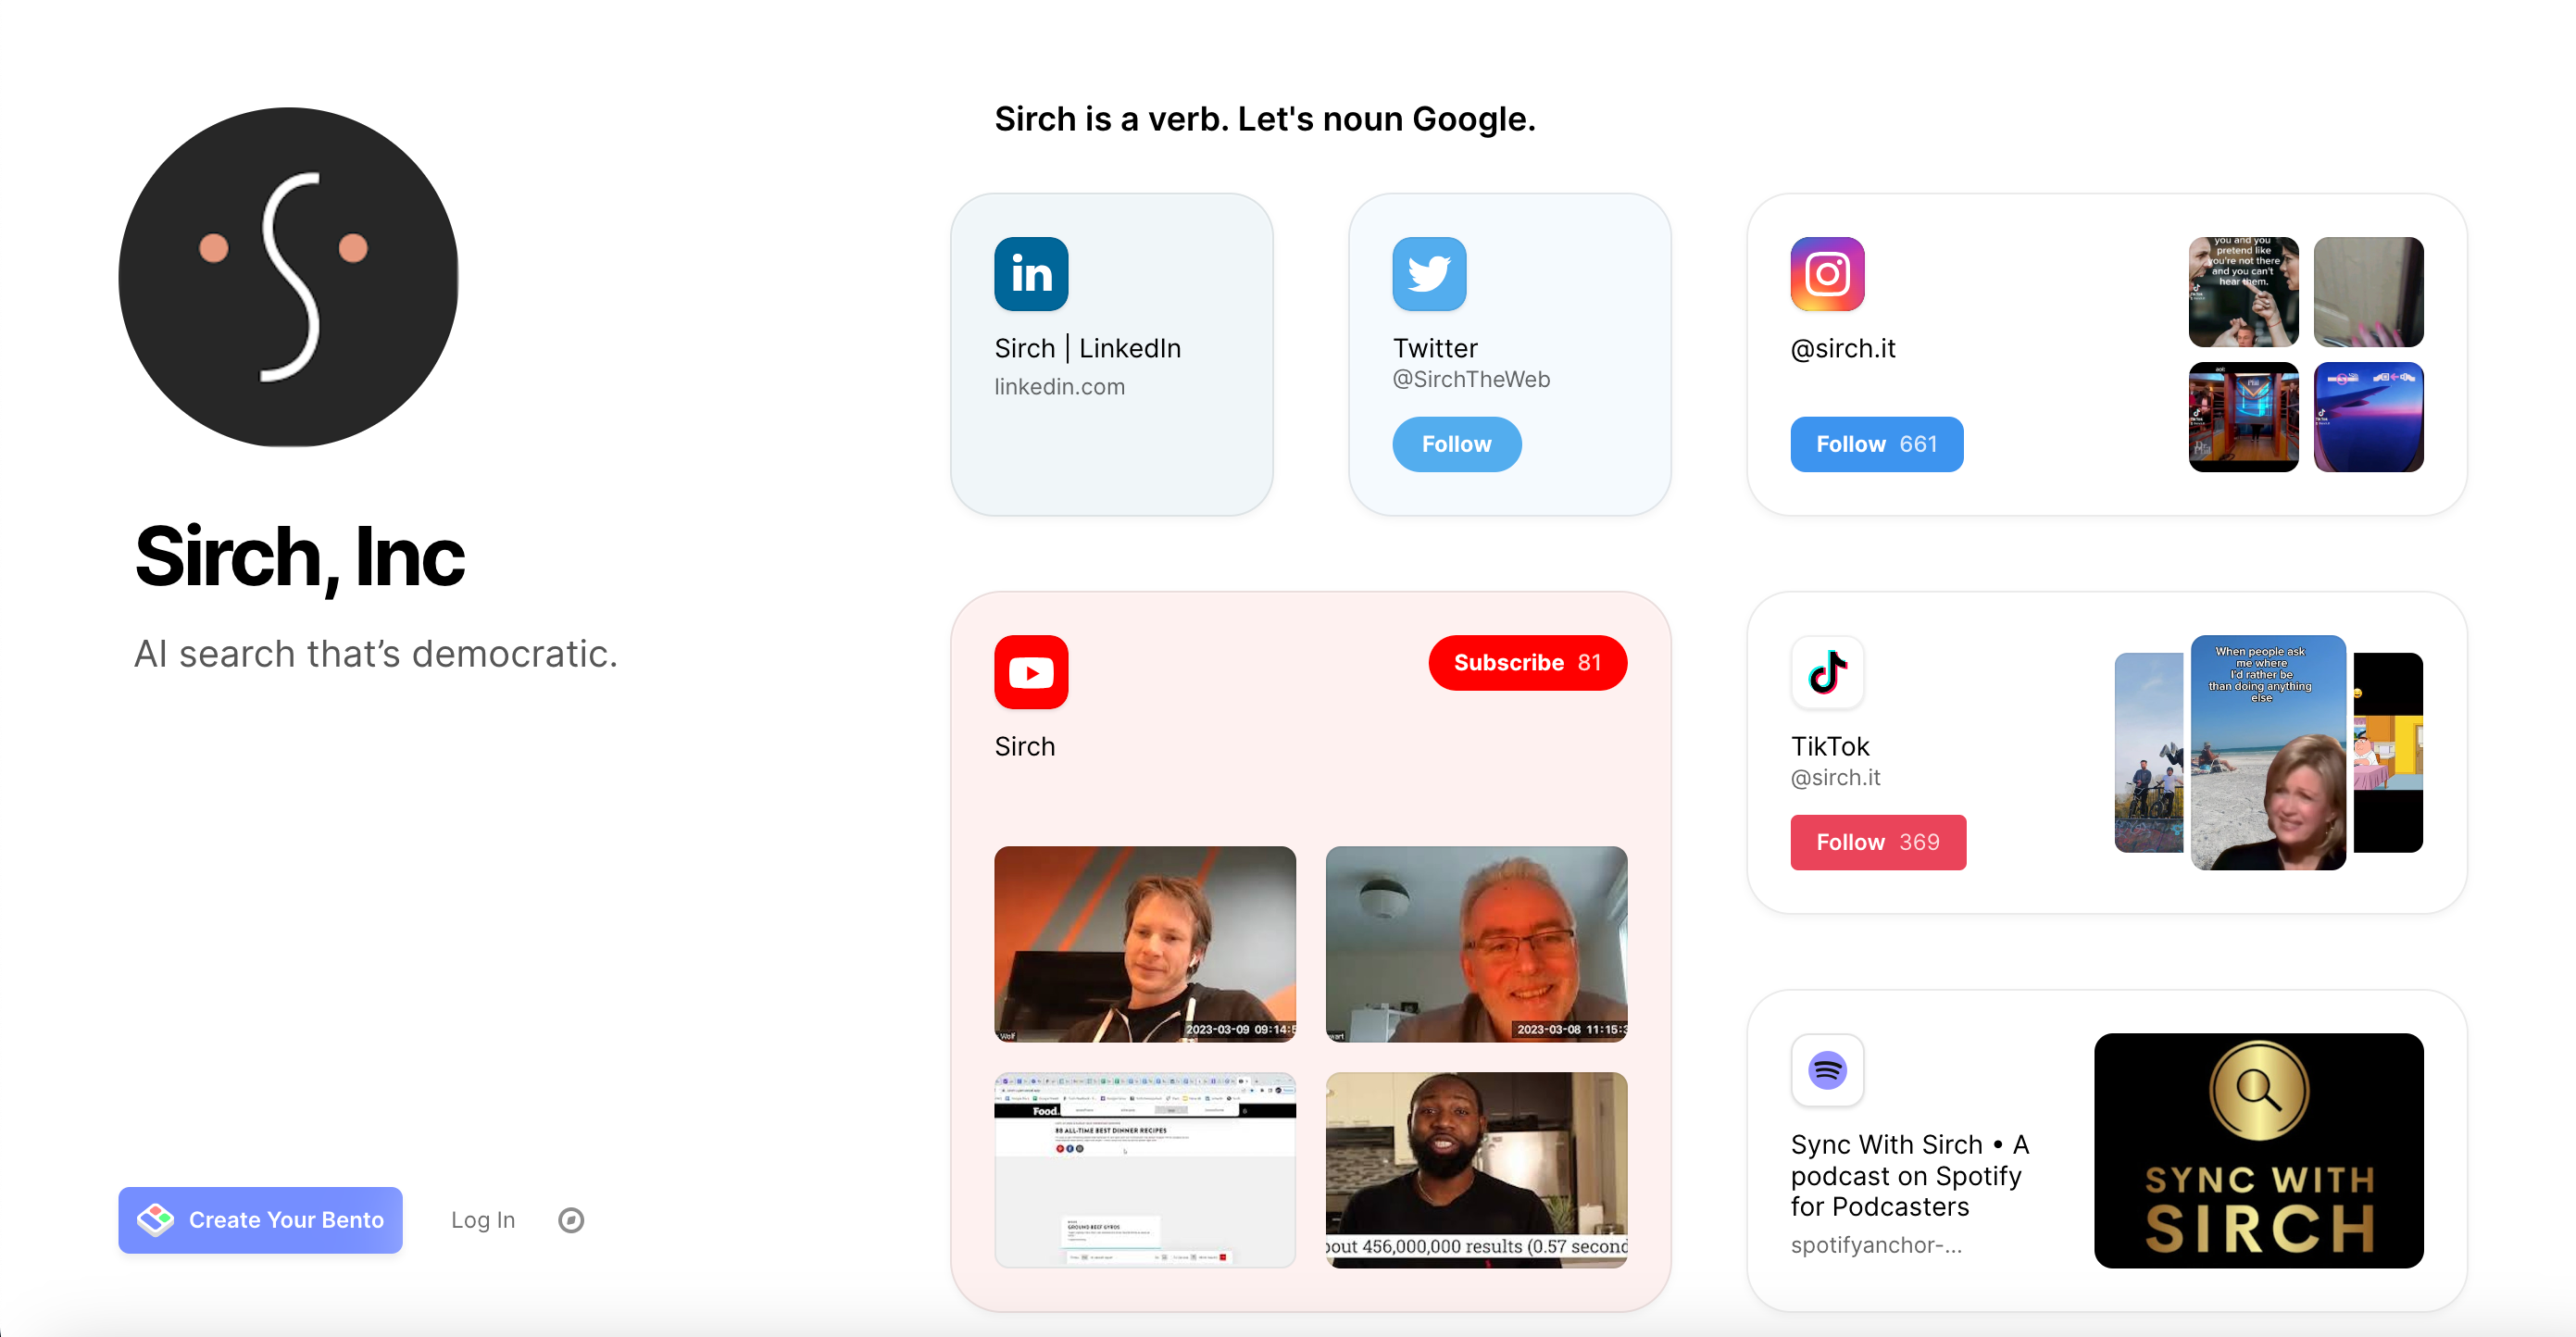 Sirch, Inc
AI search that’s democratic.
Create Your Bento
Log In
Sirch is a verb. Let's noun Google.
Sirch | LinkedIn
linkedin.com
Twitter
@SirchTheWeb
Follow
@sirch.it
Follow 661
you and you
pretend like
you're not there
and you can't
hear them.
Sirch
Subscribe 81
Wolf
2023-03-09 09:14:5
wart
2023-03-08 11:15:3
Food.
80 ALL-TIME BEST DINNER RECIPES
GROUND BEEF GYROS
bout 456,000,000 results (0.57 second
TikTok
@sirch.it
Follow 369
When people ask
me where
I'd rather be
than doing anything
else
Sync With Sirch • A
podcast on Spotify
for Podcasters
spotifyanchor-...
SYNC WITH
SIRCH